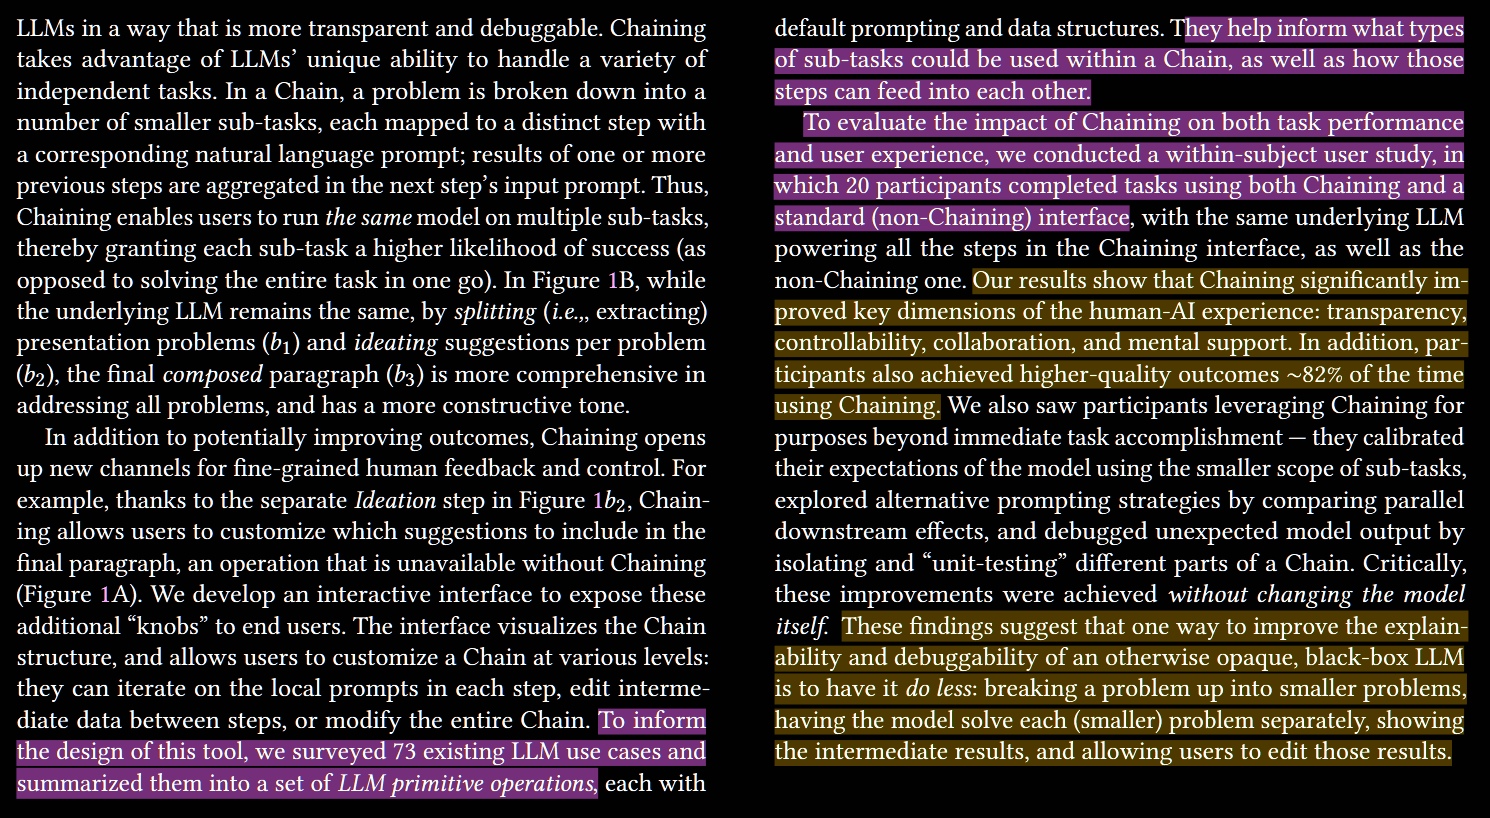 LLMs in a way that is more transparent and debuggable. Chaining
takes advantage of LLMs’ unique ability to handle a variety of
independent tasks. In a Chain, a problem is broken down into a
number of smaller sub-tasks, each mapped to a distinct step with
a corresponding natural language prompt; results of one or more
previous steps are aggregated in the next step’s input prompt. Thus,
Chaining enables users to run the same model on multiple sub-tasks,
thereby granting each sub-task a higher likelihood of success (as
opposed to solving the entire task in one go). In Figure 1B, while
the underlying LLM remains the same, by splitting (i.e.,, extracting)
presentation problems (b1) and ideating suggestions per problem
(b2), the final composed paragraph (b3) is more comprehensive in
addressing all problems, and has a more constructive tone.
In addition to potentially improving outcomes, Chaining opens
up new channels for fine-grained human feedback and control. For
example, thanks to the separate Ideation step in Figure 1b2, Chain-
ing allows users to customize which suggestions to include in the
final paragraph, an operation that is unavailable without Chaining
(Figure 1A). We develop an interactive interface to expose these
additional “knobs” to end users. The interface visualizes the Chain
structure, and allows users to customize a Chain at various levels:
they can iterate on the local prompts in each step, edit interme-
diate data between steps, or modify the entire Chain. To inform
the design of this tool, we surveyed 73 existing LLM use cases and
summarized them into a set of LLM primitive operations, each with
default prompting and data structures. They help inform what types
of sub-tasks could be used within a Chain, as well as how those
steps can feed into each other.
To evaluate the impact of Chaining on both task performance
and user experience, we conducted a within-subject user study, in
which 20 participants completed tasks using both Chaining and a
standard (non-Chaining) interface, with the same underlying LLM
powering all the steps in the Chaining interface, as well as the
non-Chaining one. Our results show that Chaining significantly im-
proved key dimensions of the human-AI experience: transparency,
controllability, collaboration, and mental support. In addition, par-
ticipants also achieved higher-quality outcomes ~82% of the time
using Chaining. We also saw participants leveraging Chaining for
purposes beyond immediate task accomplishment — they calibrated
their expectations of the model using the smaller scope of sub-tasks,
explored alternative prompting strategies by comparing parallel
downstream effects, and debugged unexpected model output by
isolating and “unit-testing” different parts of a Chain. Critically,
these improvements were achieved without changing the model
itself. These findings suggest that one way to improve the explain-
ability and debuggability of an otherwise opaque, black-box LLM
is to have it do less: breaking a problem up into smaller problems,
having the model solve each (smaller) problem separately, showing
the intermediate results, and allowing users to edit those results.